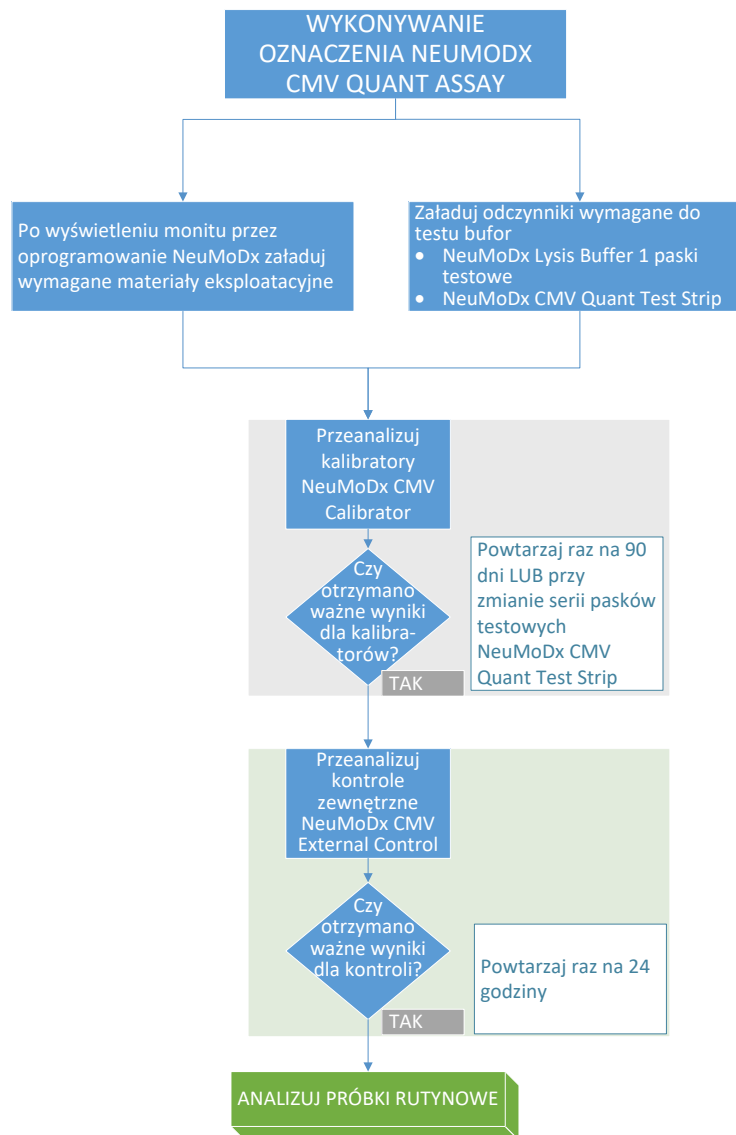 WYKONYWANIE
OZNACZENIA NEUMODX
CMV QUANT ASSAY
Po wyświetleniu monitu przez
oprogramowanie NeuMoDx załaduj
wymagane materiały eksploatacyjne
Załaduj odczynniki wymagane do
testu bufor
• NeuMoDx Lysis Buffer 1 paski
testowe
• NeuMoDx CMV Quant Test Strip
Przeanalizuj
kalibratory
NeuMoDx CMV
Calibrator
Czy
otrzymano
ważne wyniki
dla kalibra-
torów?
TAK
Powtarzaj raz na 90
dni LUB przy
zmianie serii pasków
testowych
NeuMoDx CMV
Quant Test Strip
Przeanalizuj
kontrole
zewnętrzne
NeuMoDx CMV
External Control
Czy
otrzymano
ważne wyniki
dla kontroli?
TAK
Powtarzaj raz na 24
godziny
ANALIZUJ PRÓBKI RUTYNOWE